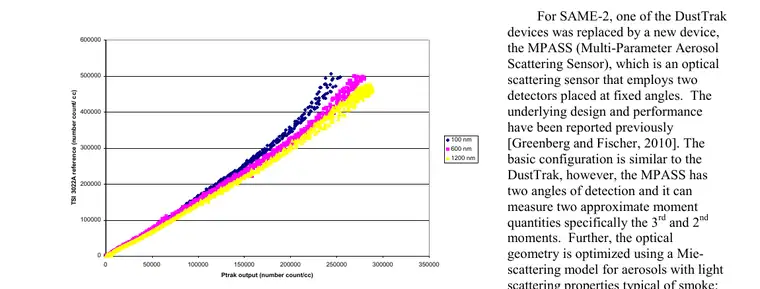 600000
500000
400000
300000
200000
100000
0
TSI 3022A reference (number count/ cc)
0 50000 100000 150000 200000 250000 300000 350000
Ptrak output (number count/cc)
100 nm
600 nm
1200 nm
For SAME-2, one of the DustTrak
devices was replaced by a new device,
the MPASS (Multi-Parameter Aerosol
Scattering Sensor), which is an optical
scattering sensor that employs two
detectors placed at fixed angles. The
underlying design and performance
have been reported previously
[Greenberg and Fischer, 2010]. The
basic configuration is similar to the
DustTrak, however, the MPASS has
two angles of detection and it can
measure two approximate moment
quantities specifically the 3rd and 2nd
moments. Further, the optical
geometry is optimized using a Mie-
scattering model for aerosols with light
scattering properties typical of smoke;